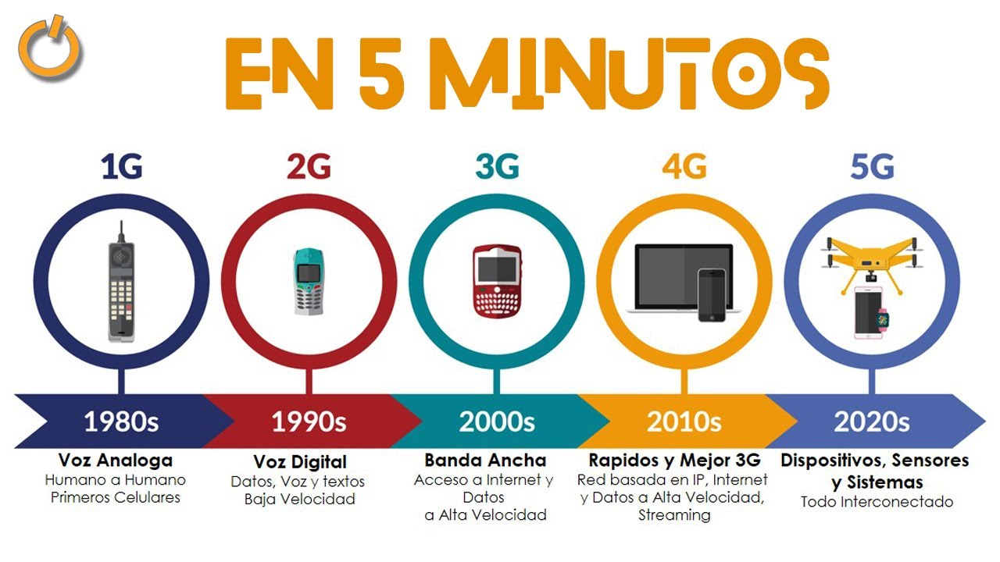 EN 5 MINUTOS
1G
2G
3G
4G
5G
1980s
1990s
2000s
2010s
2020s
Voz Analoga
Humano a Humano
Primeros Celulares
Voz Digital
Datos, Voz y textos
Baja Velocidad
Banda Ancha
Acceso a Internet y
Datos
a Alta Velocidad
Rapidos y Mejor 3G
Red basada en IP, Internet
y Datos a Alta Velocidad,
Streaming
Dispositivos, Sensores
y Sistemas
Todo Interconectado